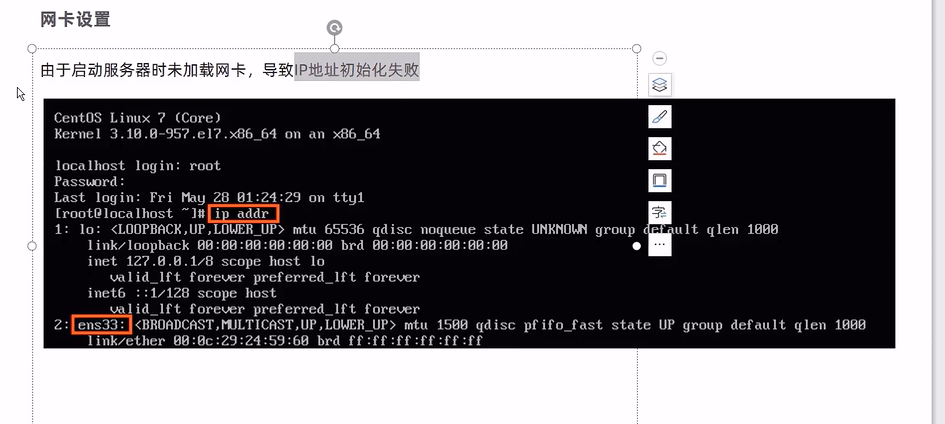 网卡设置
由于启动服务器时未加载网卡，导致IP地址初始化失败
CentOS Linux 7 (Core)
Kernel 3.10.0-957.el7.x86_64 on an x86_64
localhost login: root
Password:
Last login: Fri May 28 01:24:29 on tty1
[root@localhost ~]# ip addr
1: lo: <LOOPBACK,UP,LOWER_UP> mtu 65536 qdisc noqueue state UNKNOWN group default qlen 1000
link/loopback 00:00:00:00:00:00 brd 00:00:00:00:00:00
inet 127.0.0.1/8 scope host lo
valid_lft forever preferred_lft forever
inet6 ::1/128 scope host
valid_lft forever preferred_lft forever
2: ens33: <BROADCAST,MULTICAST,UP,LOWER_UP> mtu 1500 qdisc pfifo_fast state UP group default qlen 1000
link/ether 00:0c:29:24:59:60 brd ff:ff:ff:ff:ff:ff
字